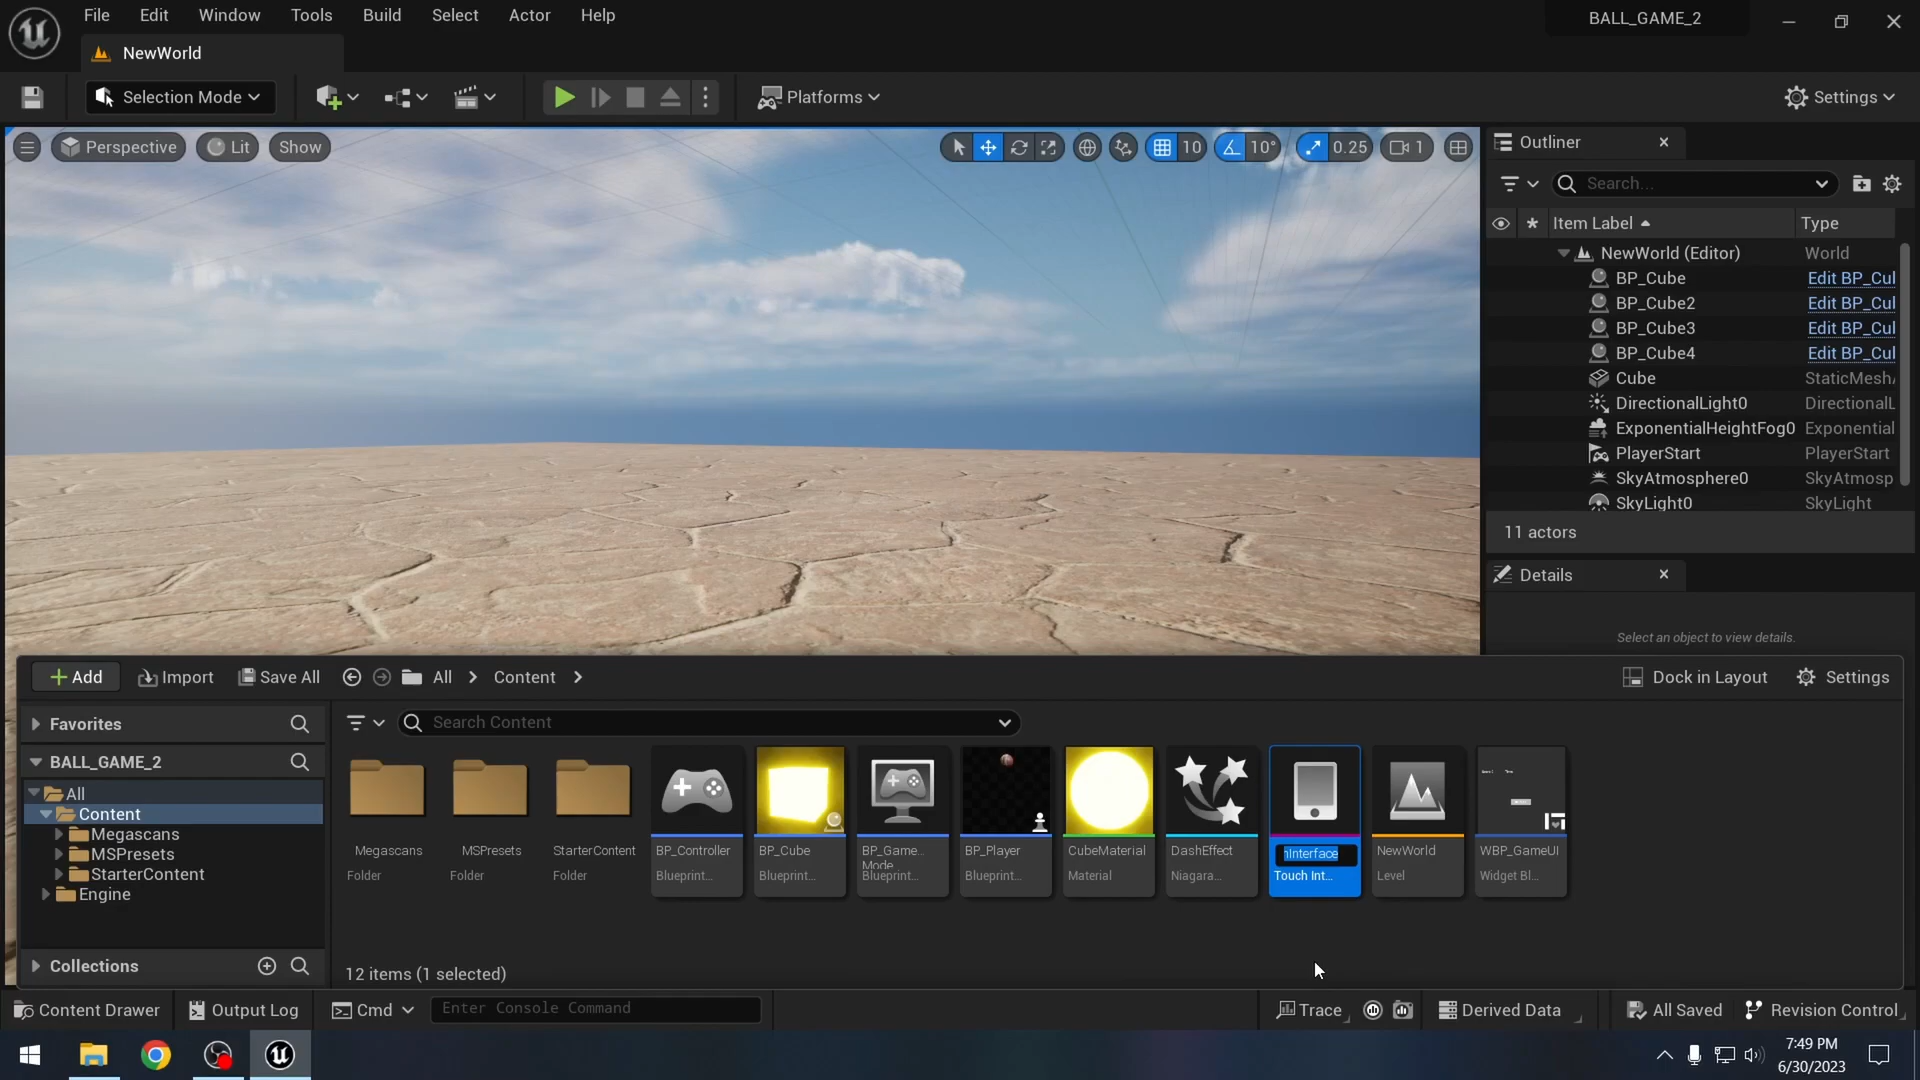 File Edit Window Tools Build Select Actor Help
BALL_GAME_2
NewWorld
Selection Mode
Platforms
Settings
Perspective Lit Show
10 10° 0.25 1
Outliner
Search...
Item Label Type
NewWorld (Editor) World
BP_Cube Edit BP_Cul
BP_Cube2 Edit BP_Cul
BP_Cube3 Edit BP_Cul
BP_Cube4 Edit BP_Cul
Cube StaticMesh
DirectionalLight0 DirectionalL
ExponentialHeightFog0 Exponential
PlayerStart PlayerStart
SkyAtmosphere0 SkyAtmosp
SkyLight0 SkyLight
11 actors
Details
Select an object to view details.
Add Import Save All All Content Dock in Layout Settings
Favorites
Search Content
BALL_GAME_2
All
Content
Megascans
MSPresets
StarterContent
Engine
Collections
Megascans
Folder
MSPresets
Folder
StarterContent
Folder
BP_Controller
Blueprint...
BP_Cube
Blueprint...
BP_Game...
Mode
Blueprint...
BP_Player
Blueprint...
CubeMaterial
Material
DashEffect
Niagara...
hInterface
Touch Int...
NewWorld
Level
WBP_GameUI
Widget Bl...
12 items (1 selected)
Content Drawer Output Log Cmd Enter Console Command Trace Derived Data All Saved Revision Control
7:49 PM
6/30/2023